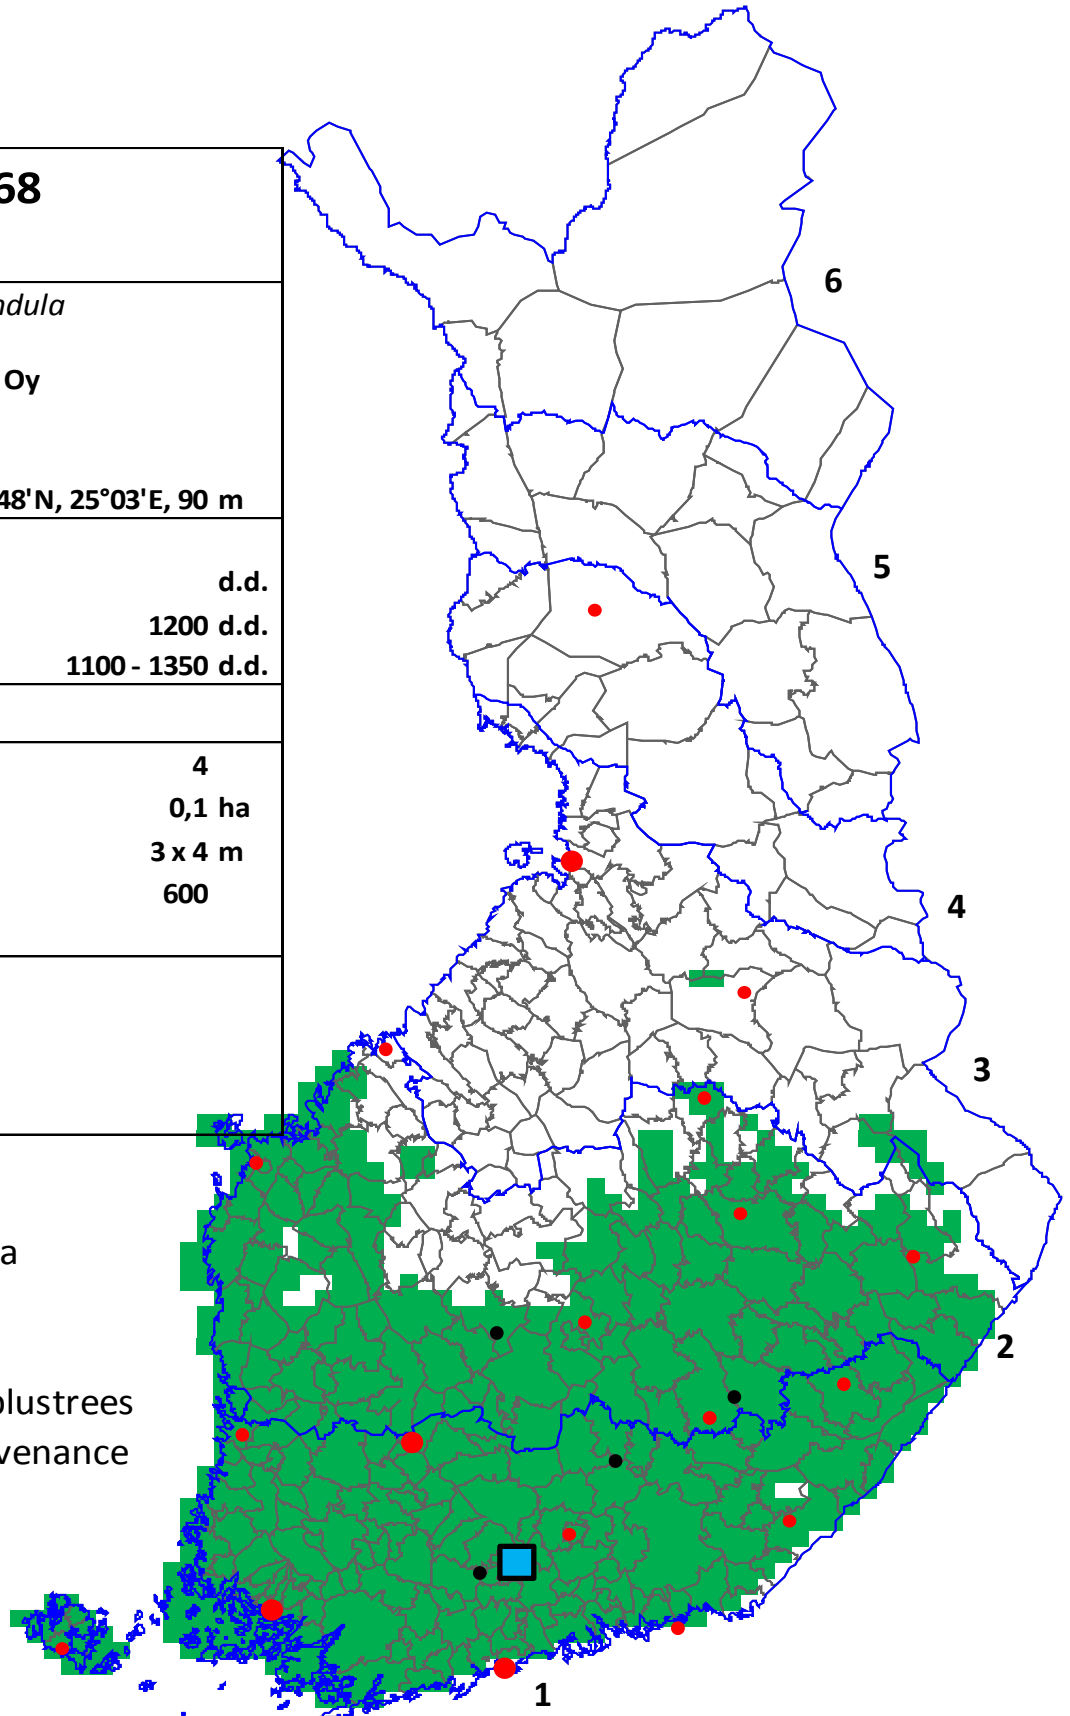 68
ndula
Oy
48'N, 25°03'E, 90 m
d.d.
1200 d.d.
1100 - 1350 d.d.
4
0,1 ha
3 x 4 m
600
a
plustrees
venance
6
5
4
3
2
1